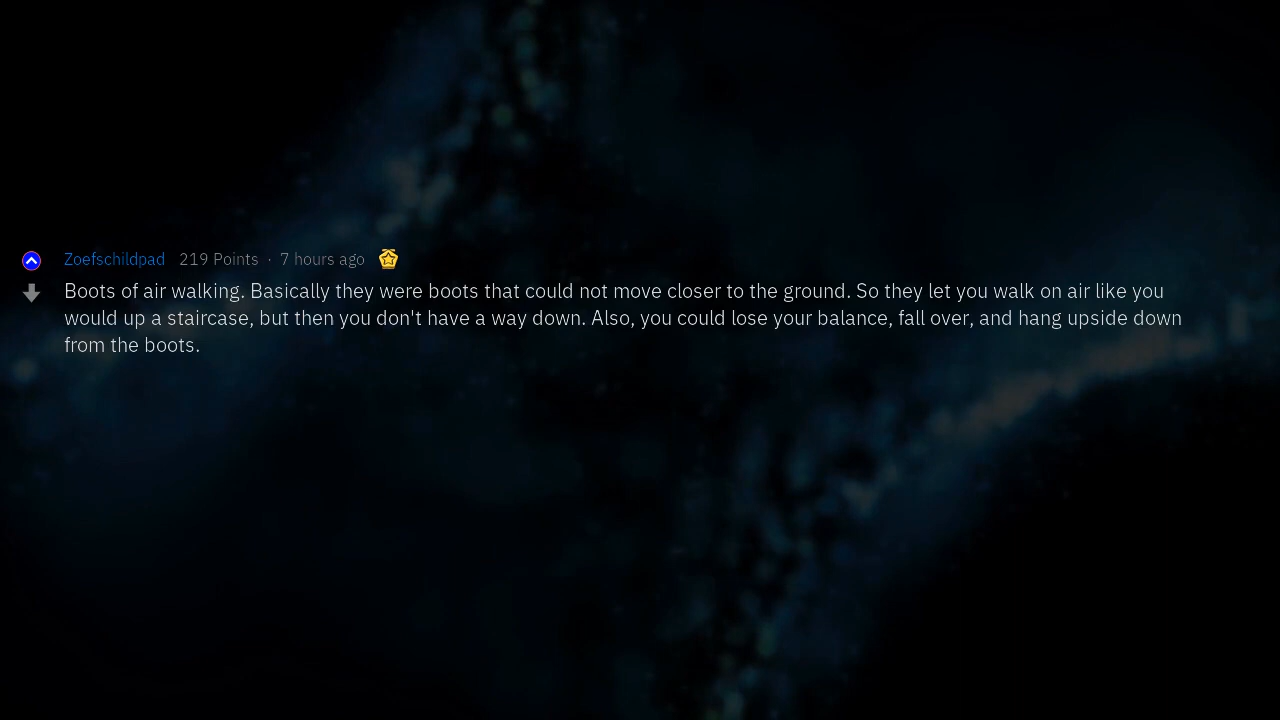 Zoefschildpad 219 Points · 7 hours ago
Boots of air walking. Basically they were boots that could not move closer to the ground. So they let you walk on air like you
would up a staircase, but then you don't have a way down. Also, you could lose your balance, fall over, and hang upside down
from the boots.